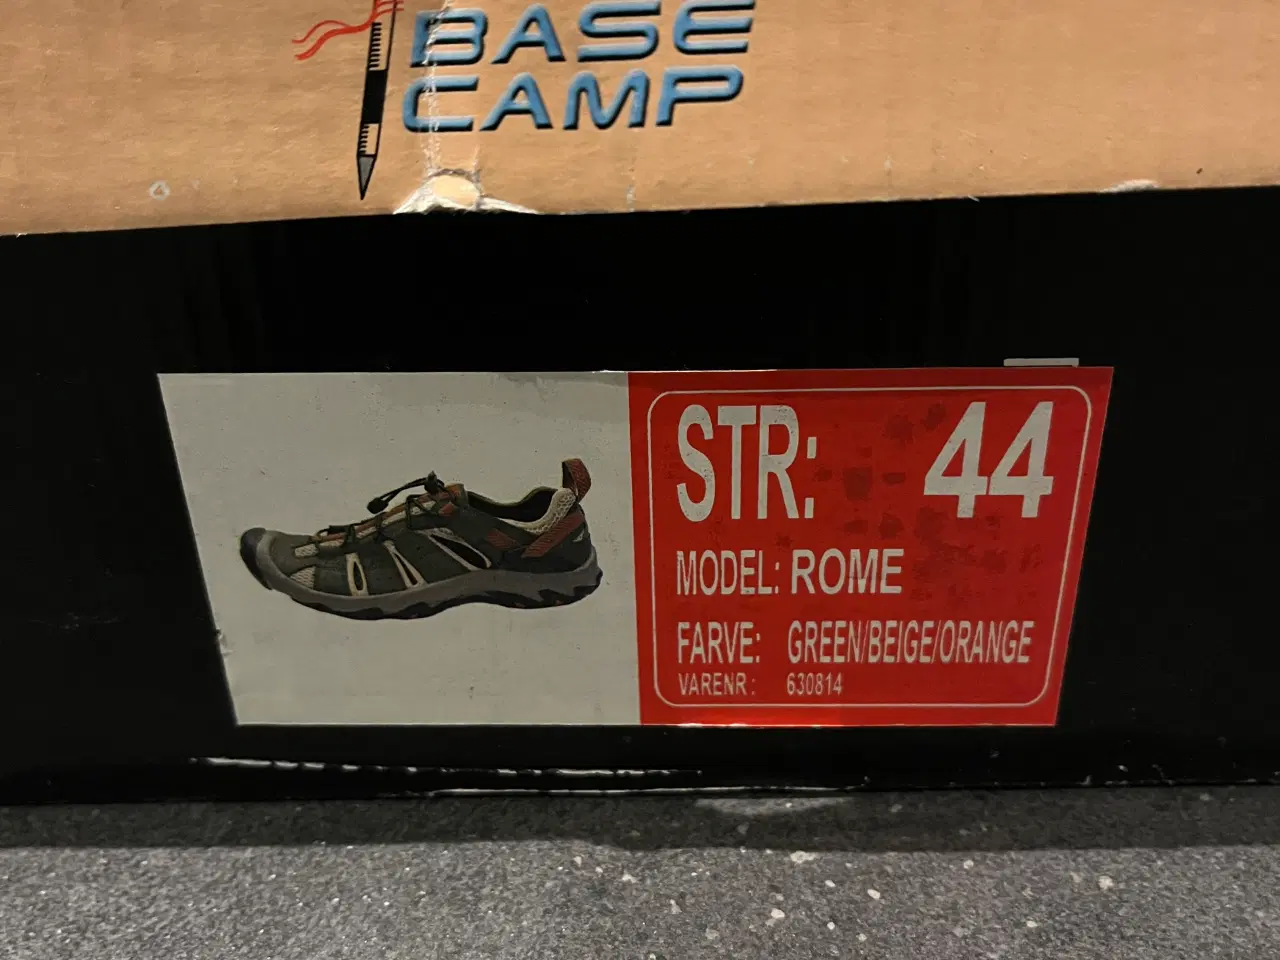 BASE
CAMP
STR: 44
MODEL: ROME
FARVE: GREEN/BEIGE/ORANGE
VARENR: 630814